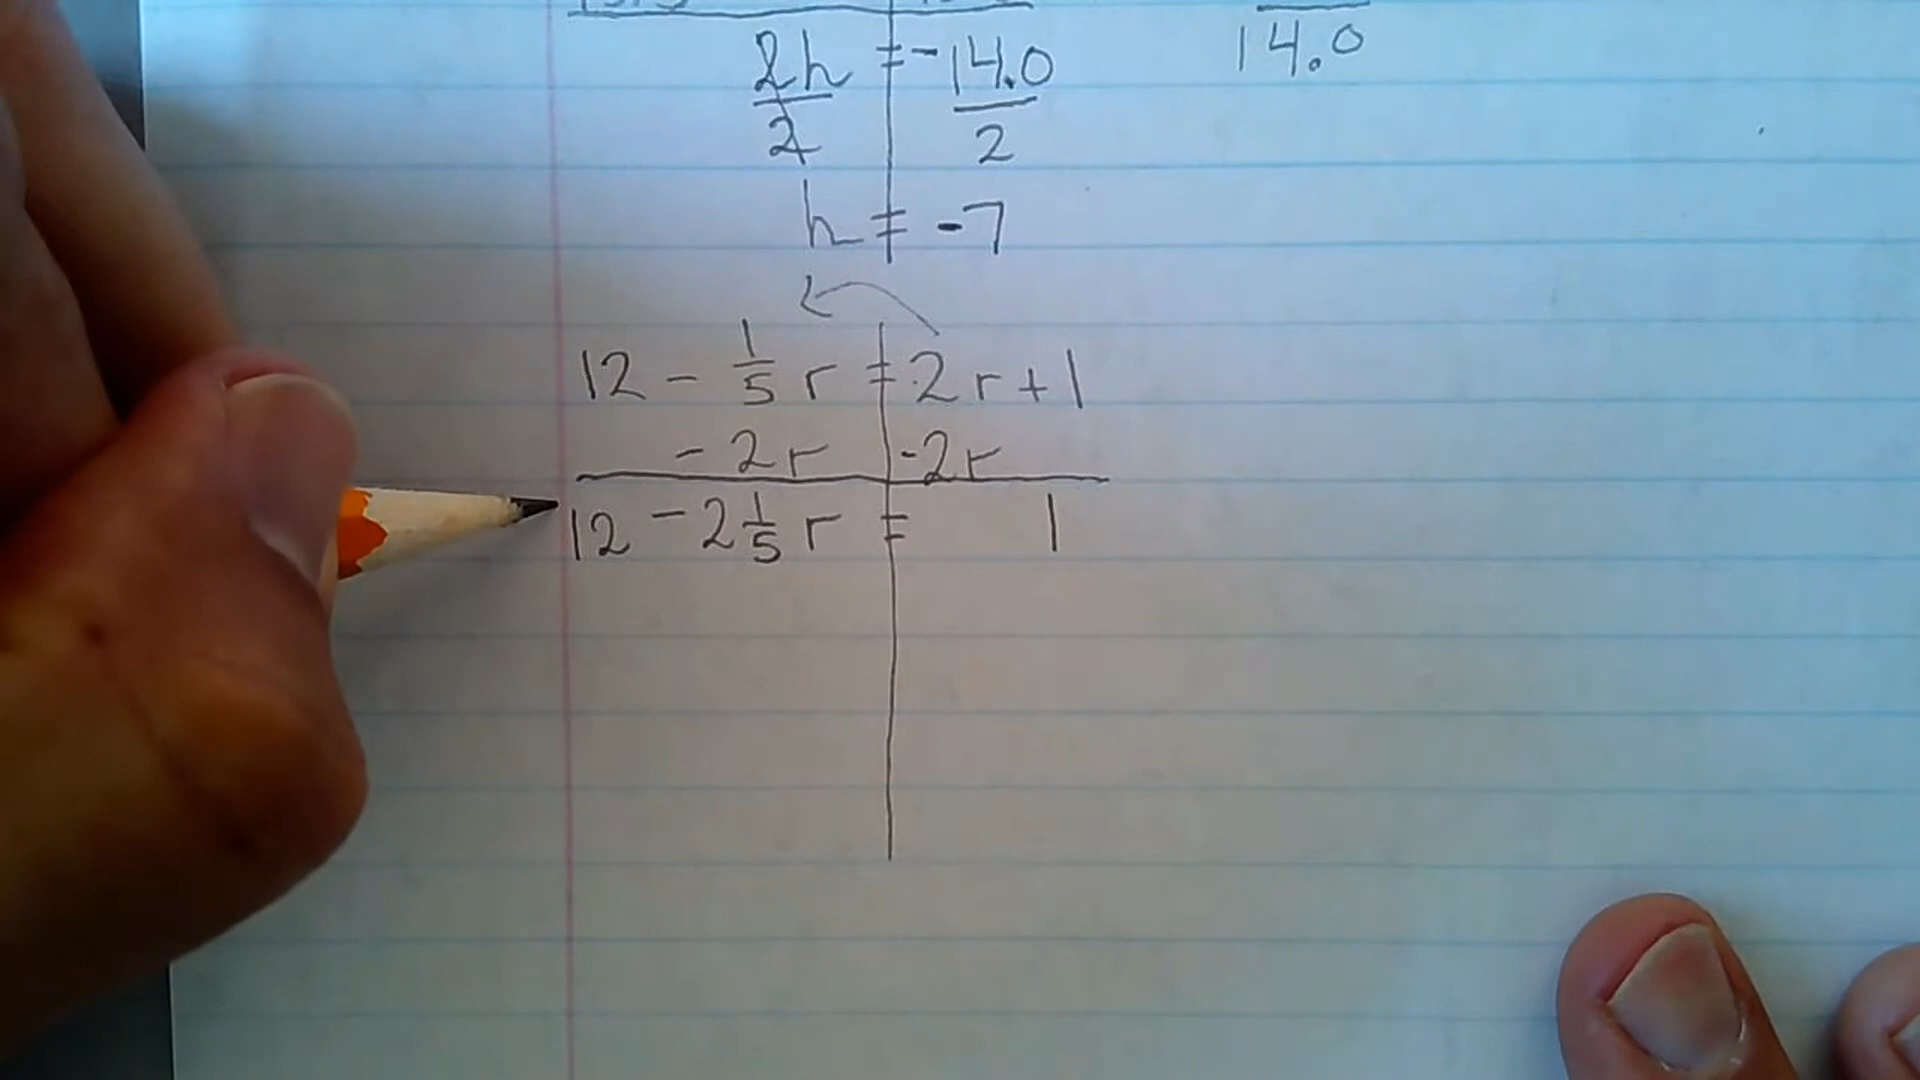 2h = -14.0 14.0
2 2
h = -7
12 - 1/5 r = 2r + 1
- 2r -2r
12 - 2 1/5 r = 1